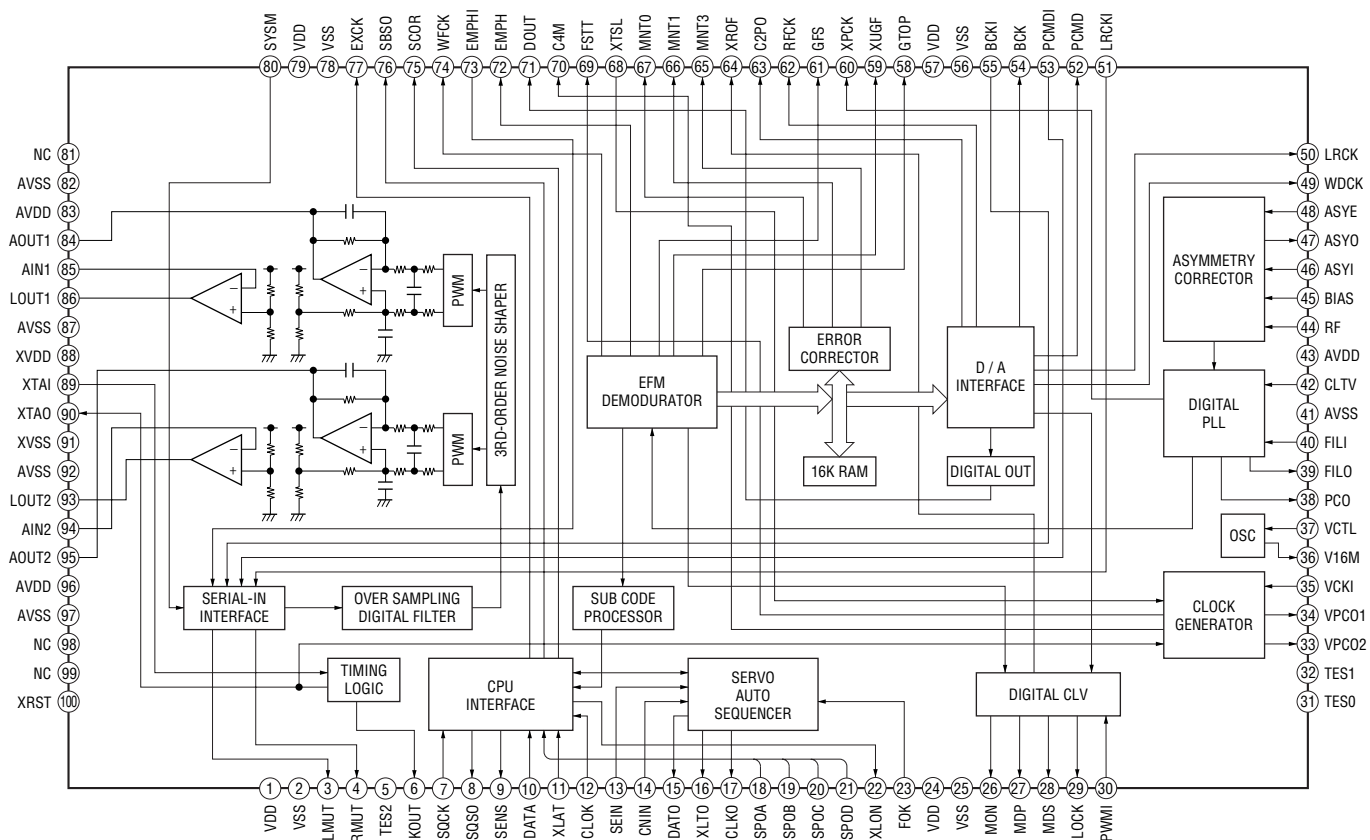 SYSM
VDD
VSS
EXCK
SBSO
SCOR
WFCK
EMPHI
EMPH
DOUT
C4M
FSTT
XTSL
MNT0
MNT1
MNT3
XROF
C2PO
RFCK
GFS
XPCK
XUGF
GTOP
VDD
VSS
BCKI
BCK
PCMDI
PCMD
LRCKI
80 79 78 77 76 75 74 73 72 71 70 69 68 67 66 65 64 63 62 61 60 59 58 57 56 55 54 53 52 51
NC 81
AVSS 82
AVDD 83
AOUT1 84
AIN1 85
LOUT1 86
AVSS 87
XVDD 88
XTAI 89
XTAO 90
XVSS 91
AVSS 92
LOUT2 93
AIN2 94
AOUT2 95
AVDD 96
AVSS 97
NC 98
NC 99
XRST 100
50 LRCK
49 WDCK
48 ASYE
47 ASYO
46 ASYI
45 BIAS
44 RF
43 AVDD
42 CLTV
41 AVSS
40 FILI
39 FILO
38 PCO
37 VCTL
36 V16M
35 VCKI
34 VPCO1
33 VPCO2
32 TES1
31 TES0
−
+
−
+
PWM
−
+
−
+
PWM
3RD-ORDER NOISE SHAPER
EFM
DEMODURATOR
ERROR
CORRECTOR
16K RAM
D / A
INTERFACE
DIGITAL OUT
ASYMMETRY
CORRECTOR
DIGITAL
PLL
OSC
CLOCK
GENERATOR
SERIAL-IN
INTERFACE
OVER SAMPLING
DIGITAL FILTER
SUB CODE
PROCESSOR
TIMING
LOGIC
CPU
INTERFACE
SERVO
AUTO
SEQUENCER
DIGITAL CLV
1 2 3 4 5 6 7 8 9 10 11 12 13 14 15 16 17 18 19 20 21 22 23 24 25 26 27 28 29 30
VDD
VSS
LMUT
RMUT
TES2
KOUT
SQCK
SQSO
SENS
DATA
XLAT
CLOK
SEIN
CNIN
DATO
XLTO
CLKO
SPOA
SPOB
SPOC
SPOD
XLON
FOK
VDD
VSS
MON
MDP
MDS
LOCK
PWMI